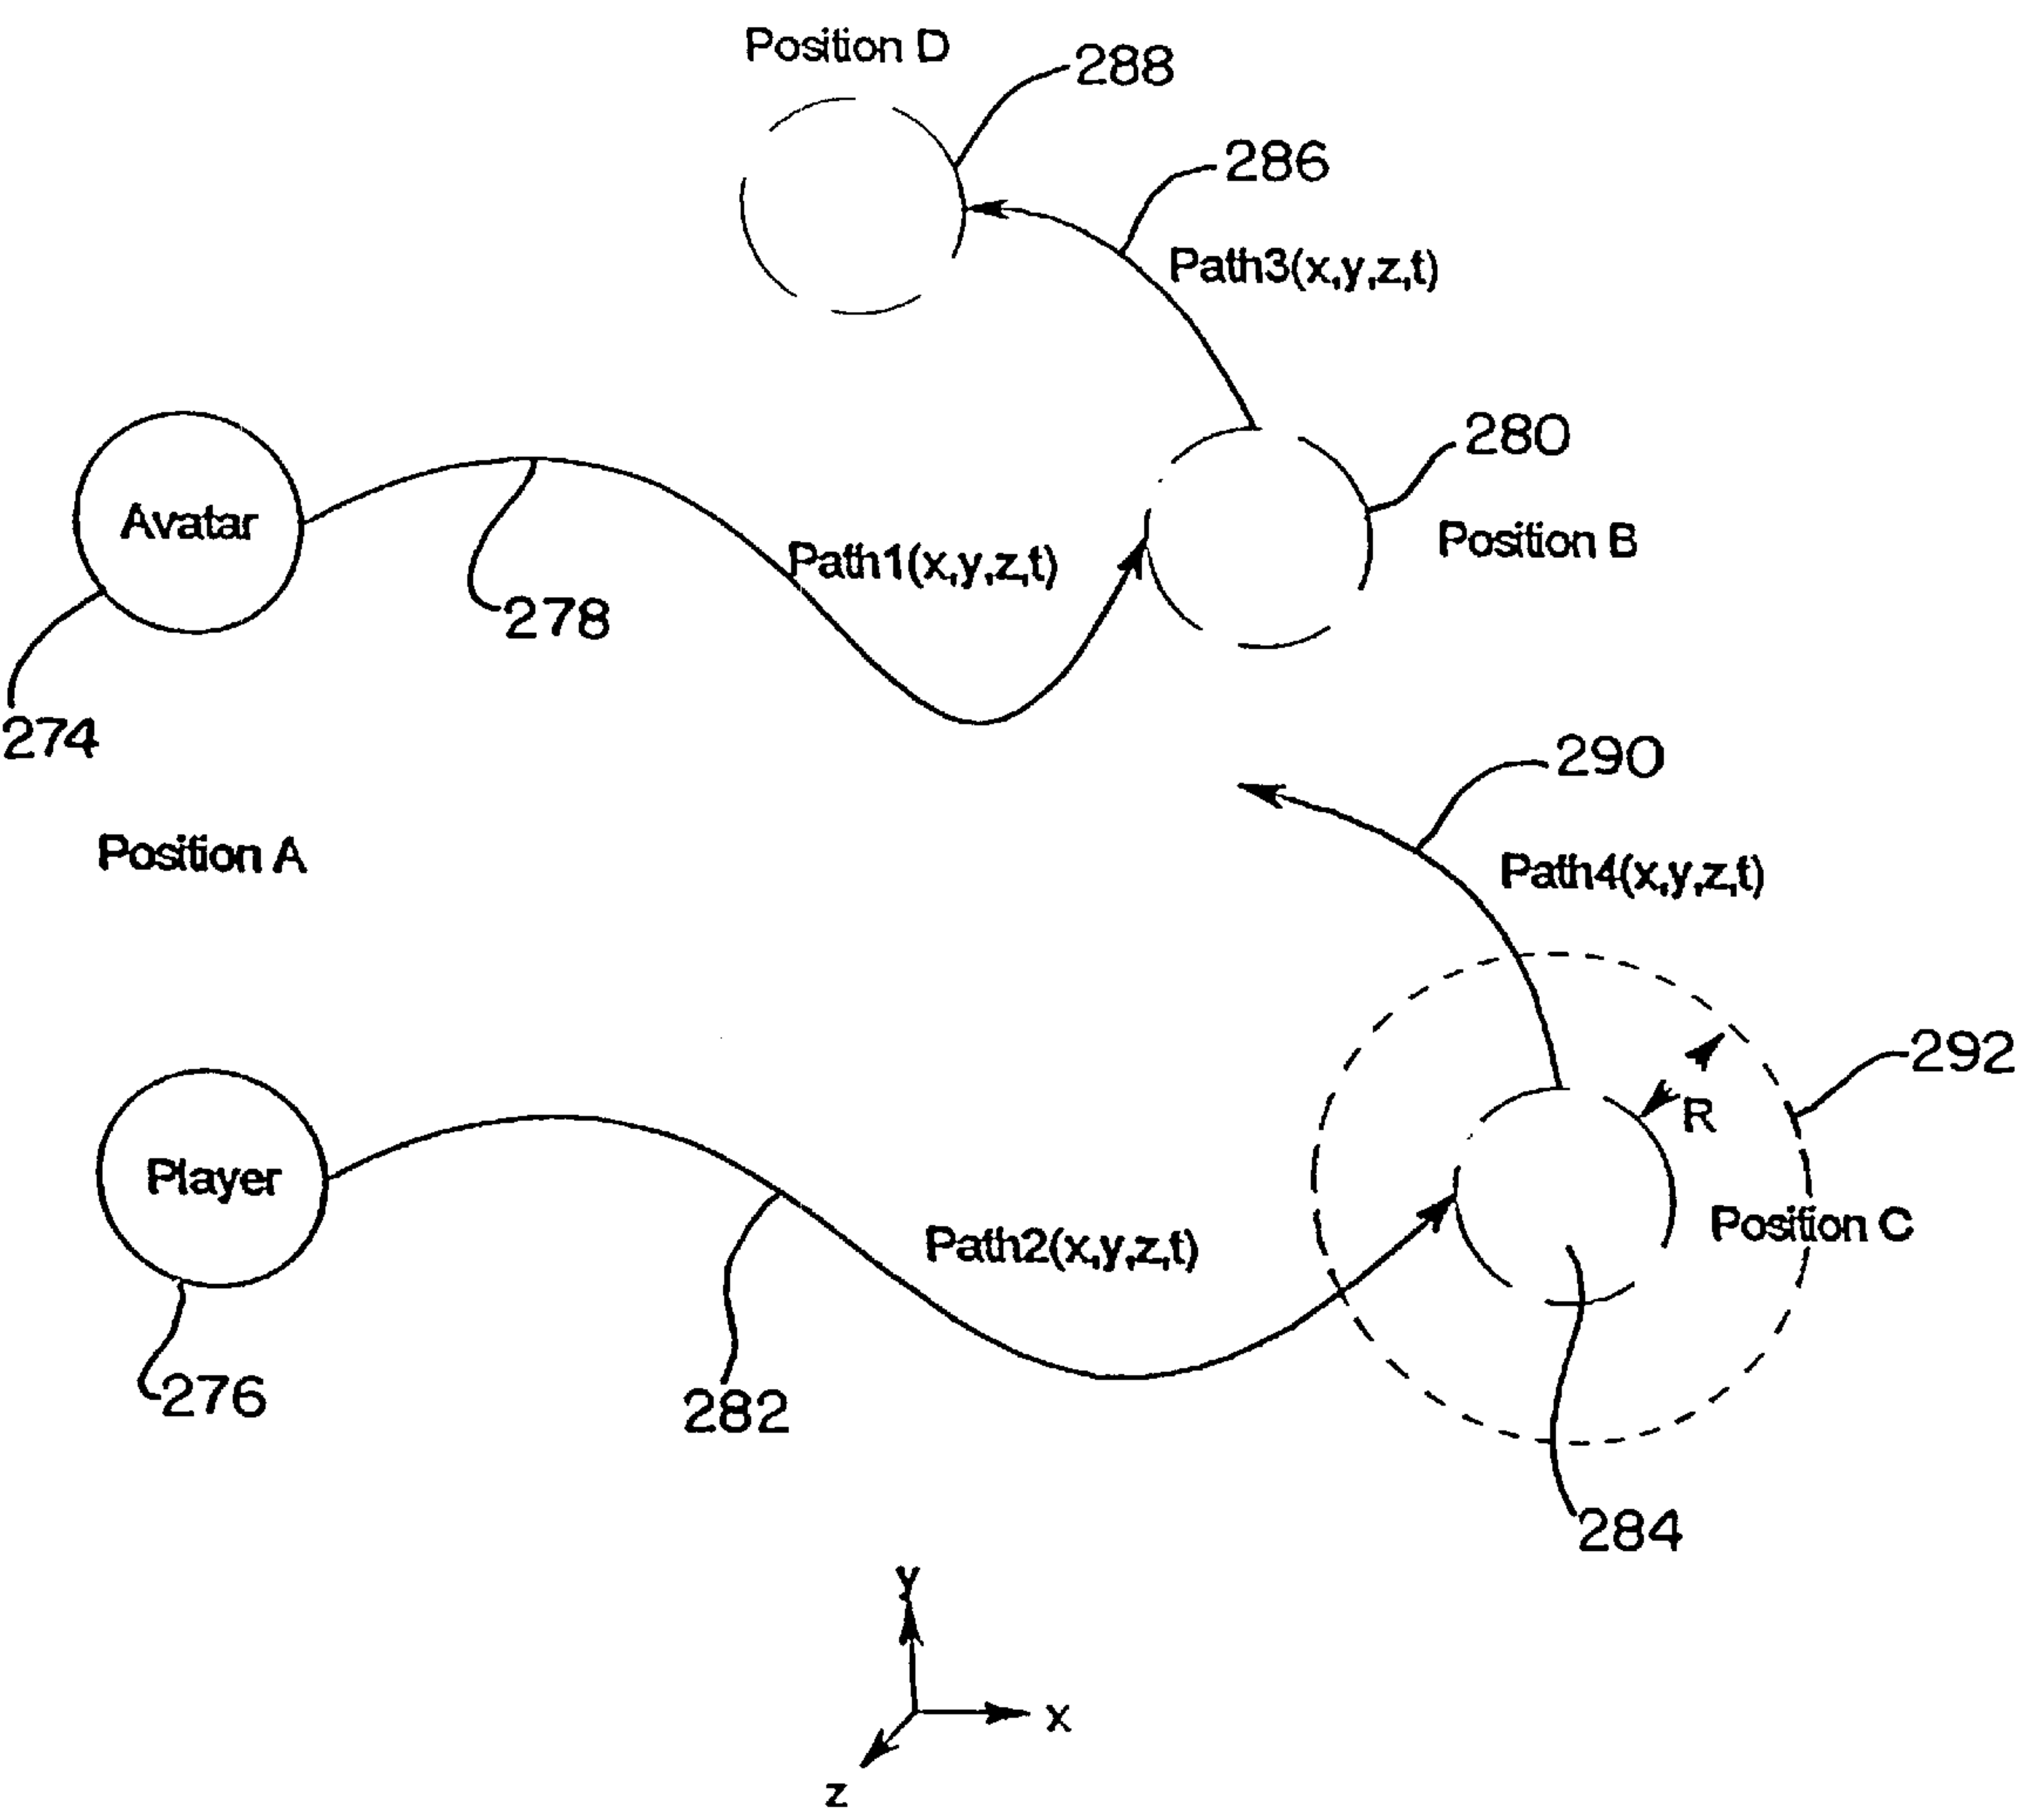 Position D
288
286
Path3(x,y,z,t)
280
Avatar
Position B
Path1(x,y,z,t)
278
274
290
Position A
Path4(x,y,z,t)
292
R
Player
Position C
Path2(x,y,z,t)
276
282
284
y
x
z